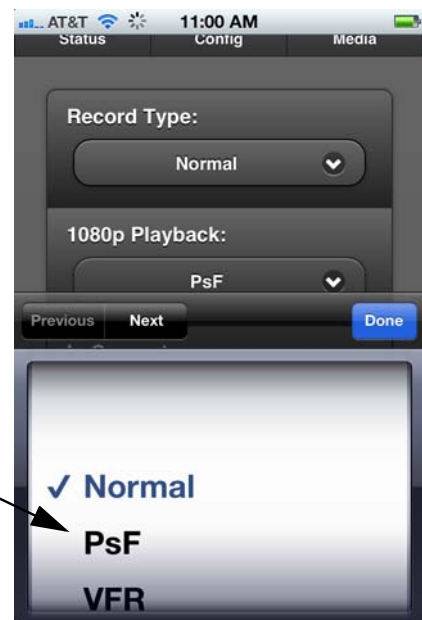 AT&T 11:00 AM
Status Config Media
Record Type:
Normal
1080p Playback:
PsF
Previous Next Done
✓ Normal
PsF
VFR